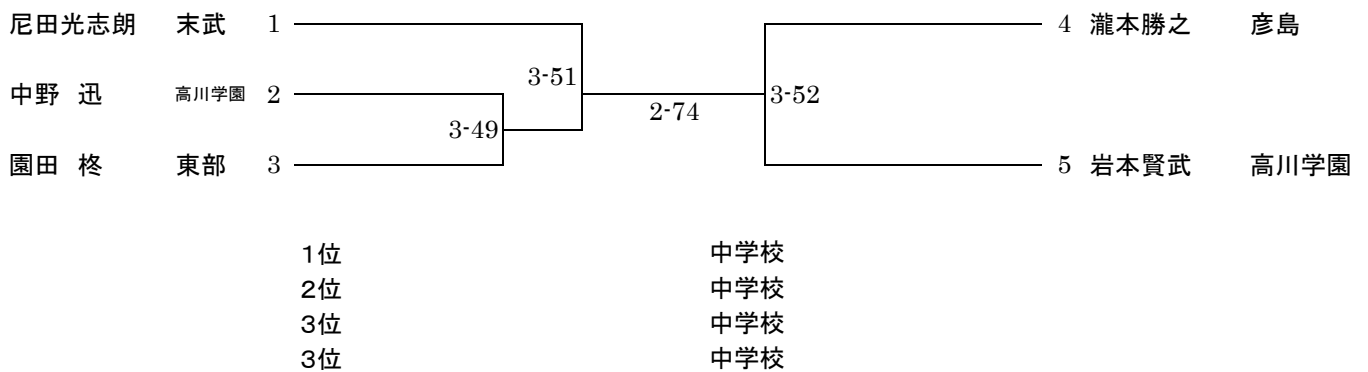 尼田光志朗 末武 1
4 瀧本勝之 彦島
3-51
中野 迅 高川学園 2
3-52
2-74
3-49
園田 柊 東部 3
5 岩本賢武 高川学園
1位 中学校
2位 中学校
3位 中学校
3位 中学校